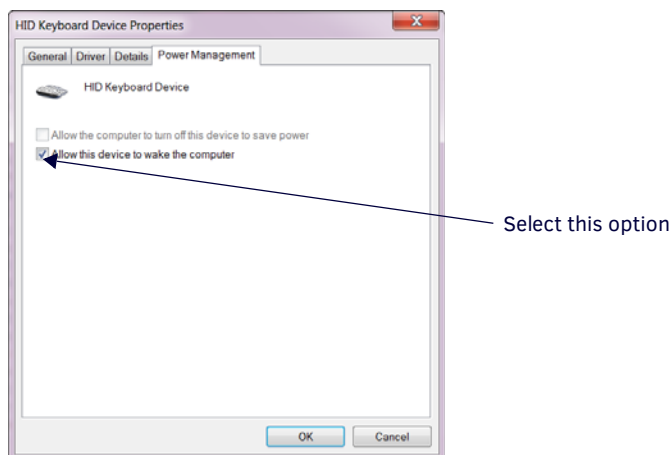 HID Keyboard Device Properties
General Driver Details Power Management
HID Keyboard Device
Allow the computer to turn off this device to save power
Allow this device to wake the computer
Select this option
OK Cancel